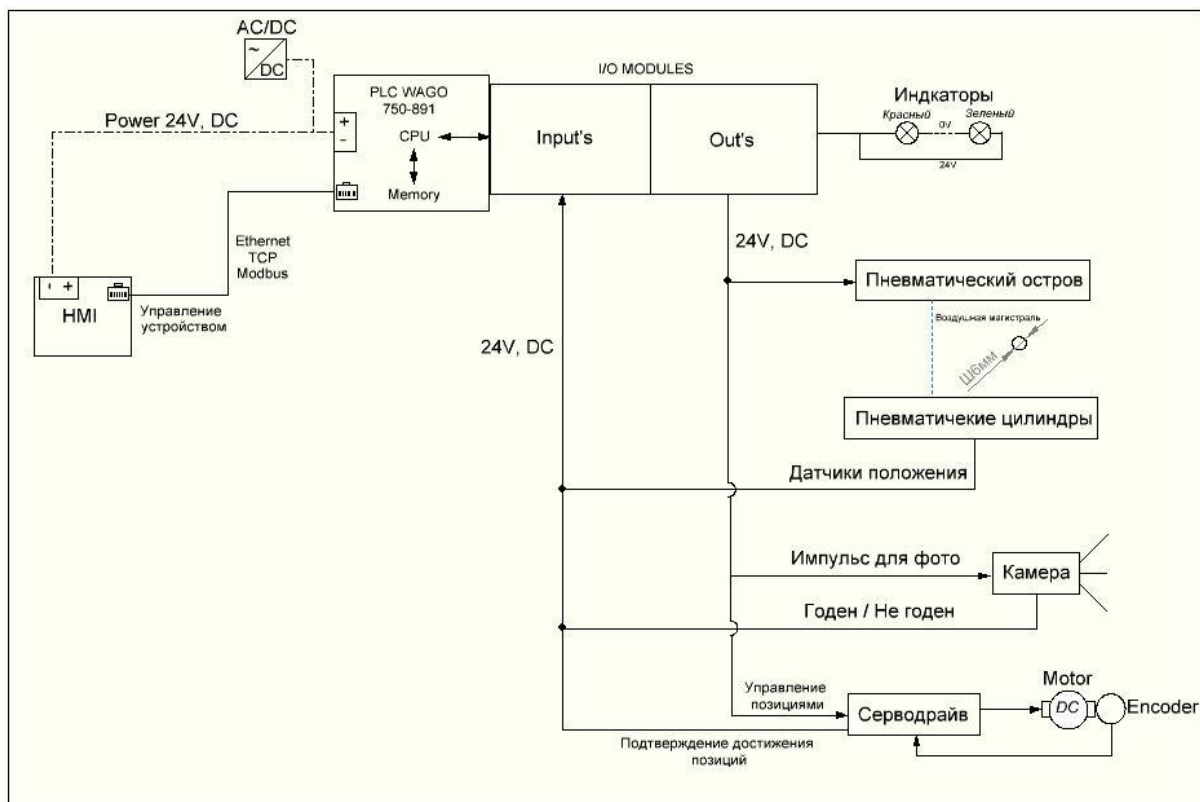 AC/DC
~
DC
I/O MODULES
PLC WAGO
750-891
Индкаторы
Красный
0V
Зеленый
24V
Power 24V, DC
+
-
CPU
Input's
Out's
Memory
Ethernet
TCP
Modbus
24V, DC
Пневматический остров
- +
HMI
Управление
устройством
Воздушная магистраль
24V, DC
Ш6мм
Пневматичекие цилиндры
Датчики положения
Импульс для фото
Камера
Годен / Не годен
Motor
Управление
позициями
Серводрайв
DC
Encoder
Подтверждение достижения
позиций